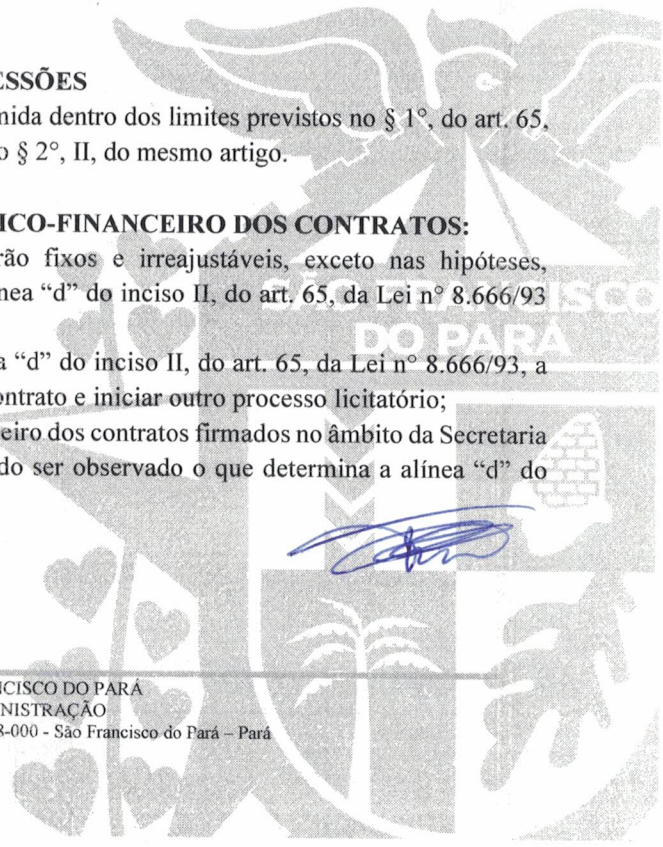 ESSÕES
nida dentro dos limites previstos no § 1°, do art. 65,
o § 2°, II, do mesmo artigo.
ICO-FINANCEIRO DOS CONTRATOS:
rão fixos e irreajustáveis, exceto nas hipóteses,
nea “d” do inciso II, do art. 65, da Lei n° 8.666/93
SÃO FRANCISCO
DO PARÁ
a “d” do inciso II, do art. 65, da Lei n° 8.666/93, a
ontrato e iniciar outro processo licitatório;
eiro dos contratos firmados no âmbito da Secretaria
do ser observado o que determina a alínea “d” do
NCISCO DO PARÁ
NISTRAÇÃO
8-000 - São Francisco do Pará – Pará